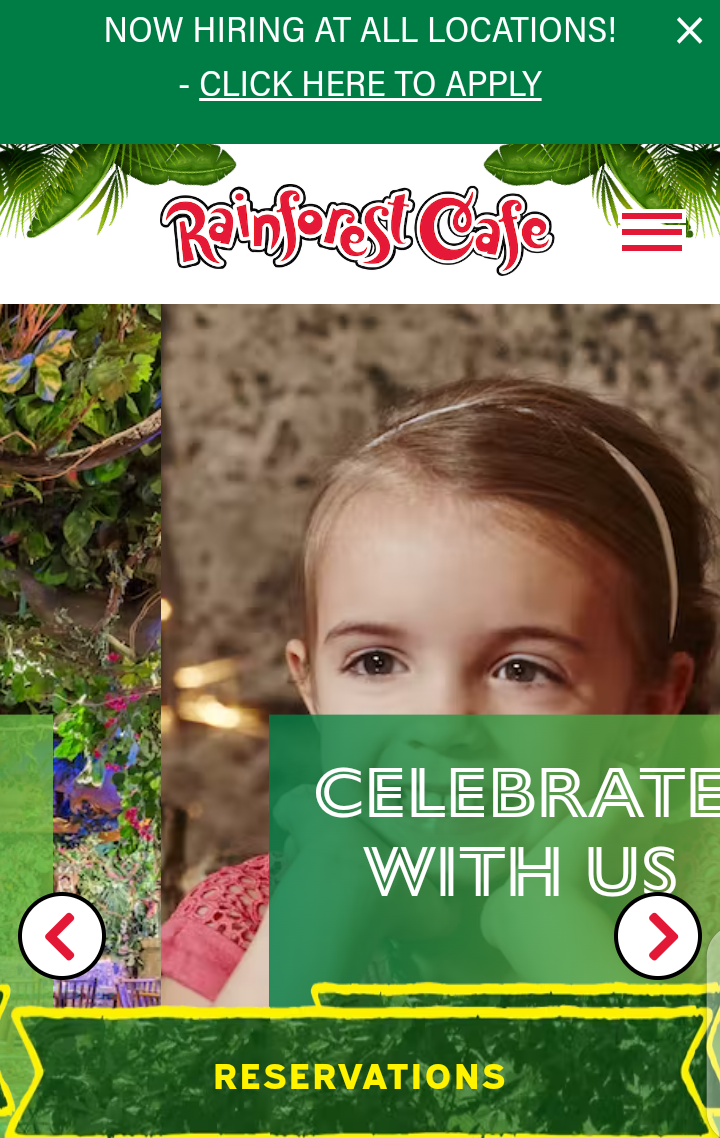 NOW HIRING AT ALL LOCATIONS!
- CLICK HERE TO APPLY
Rainforest Cafe
CELEBRATE
WITH US
RESERVATIONS